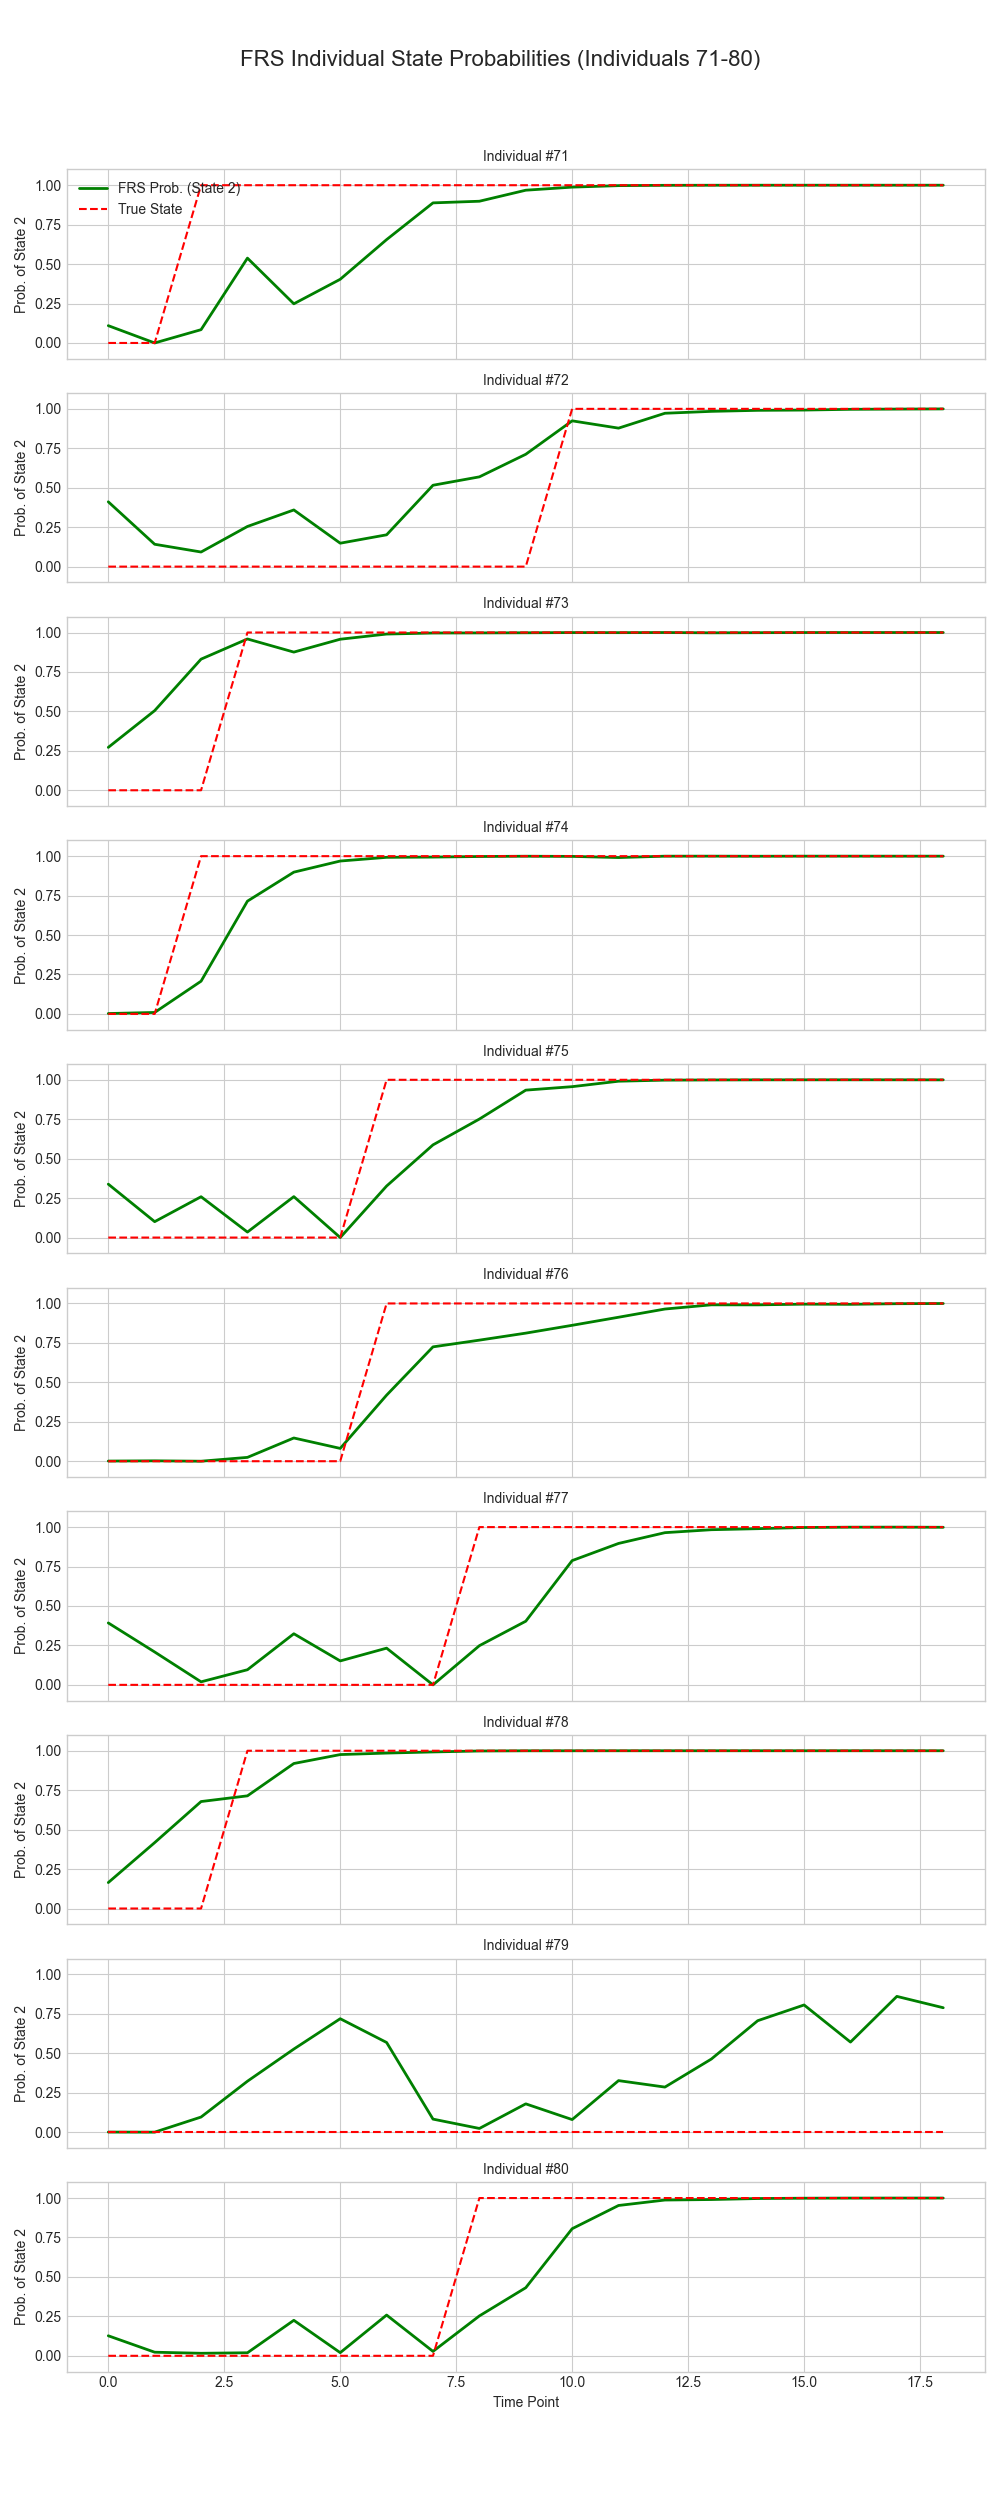 FRS Individual State Probabilities (Individuals 71-80)
Individual #71
FRS Prob. (State 2)
True State
Prob. of State 2
1.00
0.75
0.50
0.25
0.00
Individual #72
Prob. of State 2
1.00
0.75
0.50
0.25
0.00
Individual #73
Prob. of State 2
1.00
0.75
0.50
0.25
0.00
Individual #74
Prob. of State 2
1.00
0.75
0.50
0.25
0.00
Individual #75
Prob. of State 2
1.00
0.75
0.50
0.25
0.00
Individual #76
Prob. of State 2
1.00
0.75
0.50
0.25
0.00
Individual #77
Prob. of State 2
1.00
0.75
0.50
0.25
0.00
Individual #78
Prob. of State 2
1.00
0.75
0.50
0.25
0.00
Individual #79
Prob. of State 2
1.00
0.75
0.50
0.25
0.00
Individual #80
Prob. of State 2
1.00
0.75
0.50
0.25
0.00
0.0 2.5 5.0 7.5 10.0 12.5 15.0 17.5
Time Point